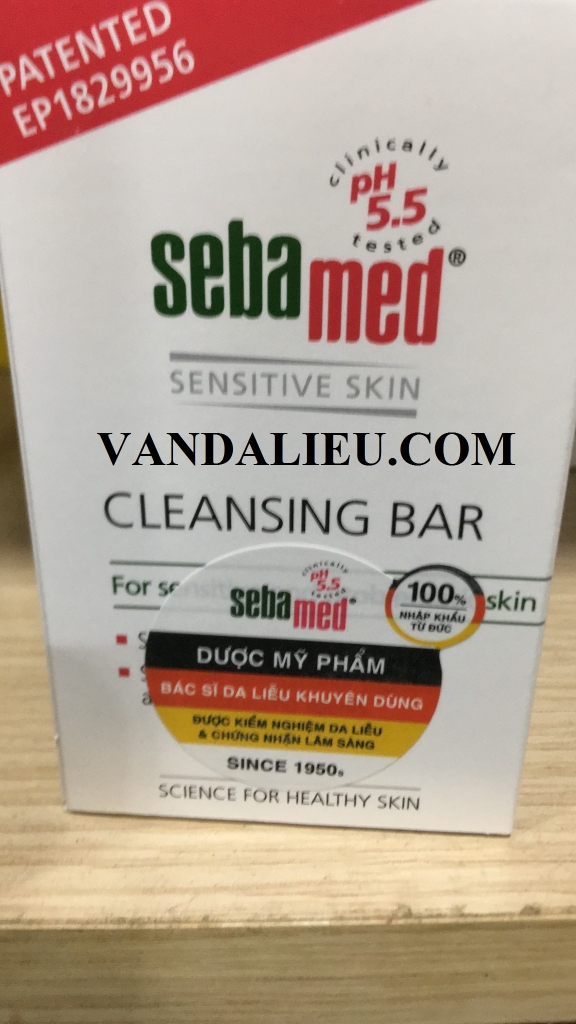 PATENTED
EP1829956
clinically
pH
5.5
tested
sebamed®
SENSITIVE SKIN
VANDALIEU.COM
CLEANSING BAR
For skin
clinically
pH
5.5
tested
sebamed®
100%
NHẬP KHẨU
TỪ ĐỨC
DƯỢC MỸ PHẨM
BÁC SĨ DA LIỄU KHUYÊN DÙNG
ĐƯỢC KIỂM NGHIỆM DA LIỄU
& CHỨNG NHẬN LÂM SÀNG
SINCE 1950s
SCIENCE FOR HEALTHY SKIN